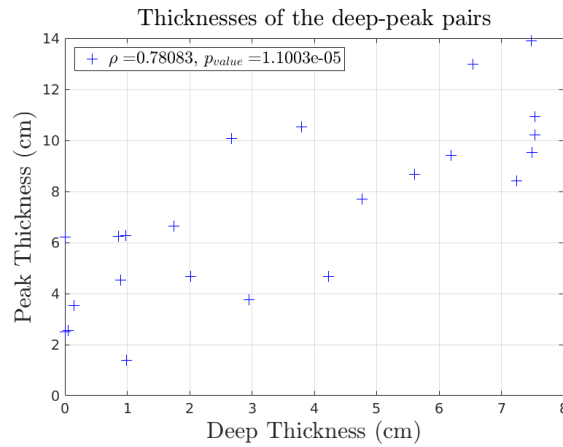 Thicknesses of the deep-peak pairs
ρ =0.78083, p_value =1.1003e-05
Peak Thickness (cm)
14
12
10
8
6
4
2
0
0 1 2 3 4 5 6 7 8
Deep Thickness (cm)